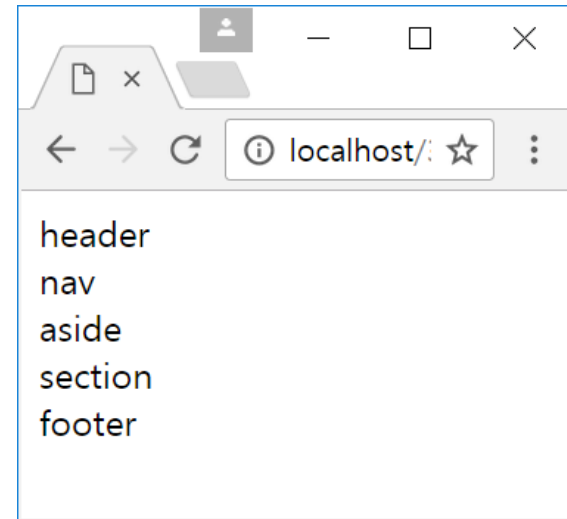 localhost/
header
nav
aside
section
footer